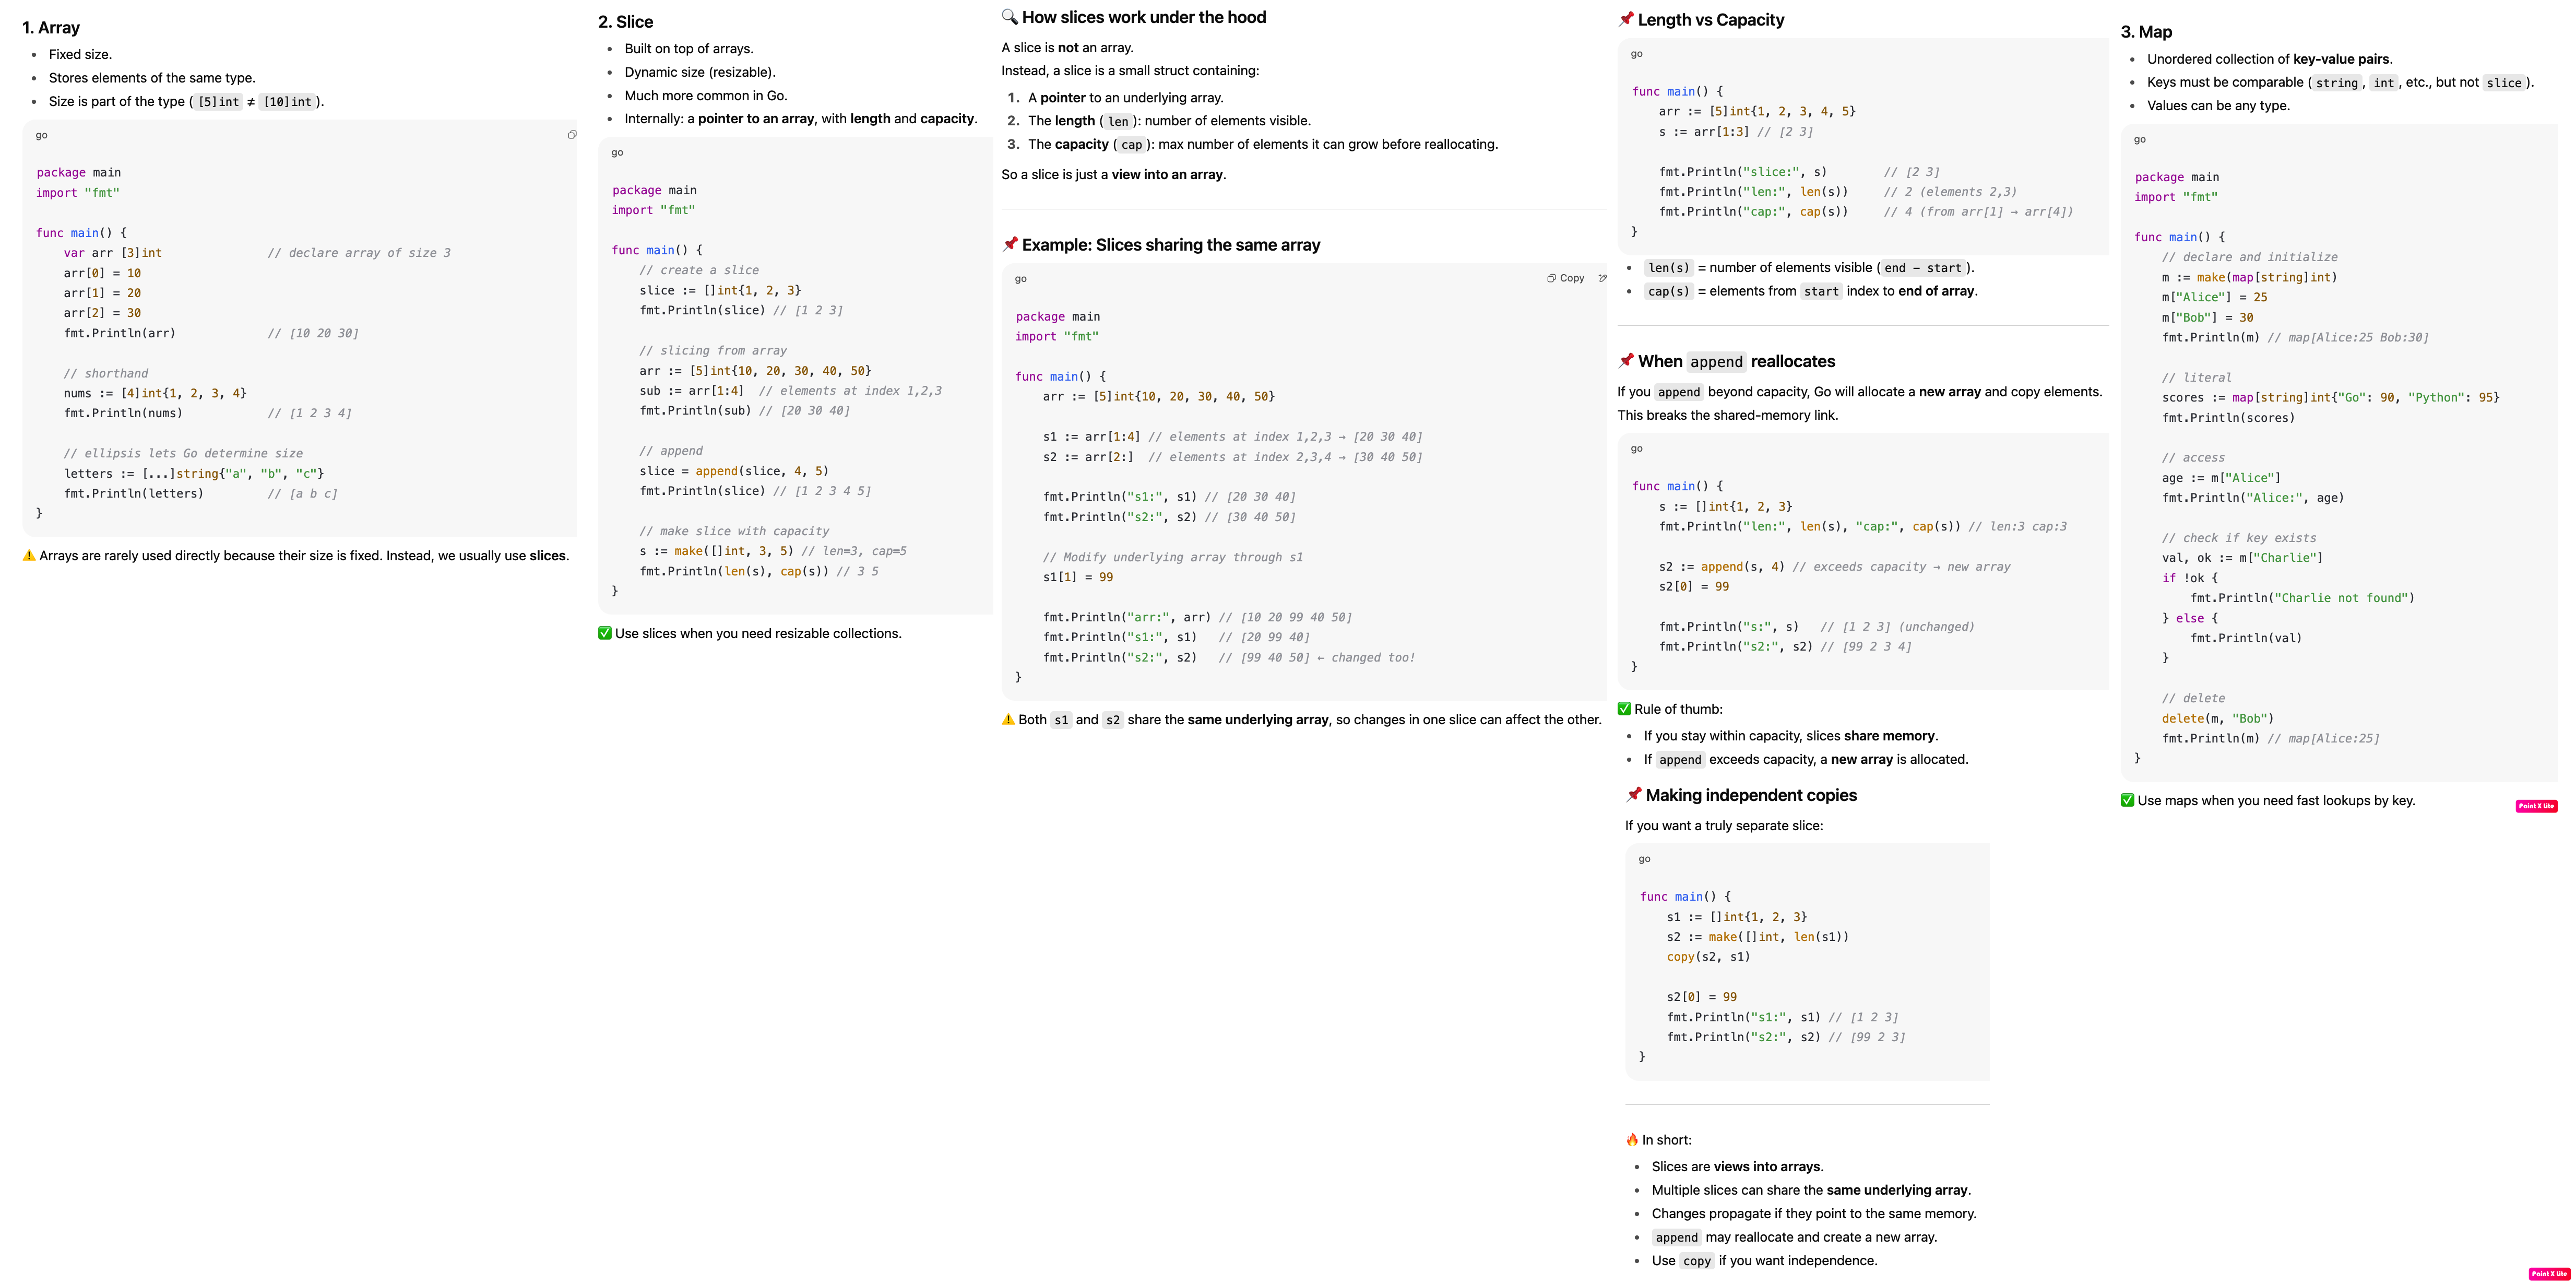 1. Array
• Fixed size.
• Stores elements of the same type.
• Size is part of the type ( [5]int ≠ [10]int ).
go
package main
import "fmt"
func main() {
    var arr [3]int // declare array of size 3
    arr[0] = 10
    arr[1] = 20
    arr[2] = 30
    fmt.Println(arr) // [10 20 30]
    // shorthand
    nums := [4]int{1, 2, 3, 4}
    fmt.Println(nums) // [1 2 3 4]
    // ellipsis lets Go determine size
    letters := [...]string{"a", "b", "c"}
    fmt.Println(letters) // [a b c]
}
⚠️ Arrays are rarely used directly because their size is fixed. Instead, we usually use slices.
2. Slice
• Built on top of arrays.
• Dynamic size (resizable).
• Much more common in Go.
• Internally: a pointer to an array, with length and capacity.
go
package main
import "fmt"
func main() {
    // create a slice
    slice := []int{1, 2, 3}
    fmt.Println(slice) // [1 2 3]
    // slicing from array
    arr := [5]int{10, 20, 30, 40, 50}
    sub := arr[1:4] // elements at index 1,2,3
    fmt.Println(sub) // [20 30 40]
    // append
    slice = append(slice, 4, 5)
    fmt.Println(slice) // [1 2 3 4 5]
    // make slice with capacity
    s := make([]int, 3, 5) // len=3, cap=5
    fmt.Println(len(s), cap(s)) // 3 5
}
✅ Use slices when you need resizable collections.
🔍 How slices work under the hood
A slice is not an array.
Instead, a slice is a small struct containing:
1. A pointer to an underlying array.
2. The length ( len ): number of elements visible.
3. The capacity ( cap ): max number of elements it can grow before reallocating.
So a slice is just a view into an array.
📌 Example: Slices sharing the same array
go Copy
package main
import "fmt"
func main() {
    arr := [5]int{10, 20, 30, 40, 50}
    s1 := arr[1:4] // elements at index 1,2,3 → [20 30 40]
    s2 := arr[2:] // elements at index 2,3,4 → [30 40 50]
    fmt.Println("s1:", s1) // [20 30 40]
    fmt.Println("s2:", s2) // [30 40 50]
    // Modify underlying array through s1
    s1[1] = 99
    fmt.Println("arr:", arr) // [10 20 99 40 50]
    fmt.Println("s1:", s1) // [20 99 40]
    fmt.Println("s2:", s2) // [99 40 50] ← changed too!
}
⚠️ Both s1 and s2 share the same underlying array, so changes in one slice can affect the other.
📌 Length vs Capacity
go
func main() {
    arr := [5]int{1, 2, 3, 4, 5}
    s := arr[1:3] // [2 3]
    fmt.Println("slice:", s) // [2 3]
    fmt.Println("len:", len(s)) // 2 (elements 2,3)
    fmt.Println("cap:", cap(s)) // 4 (from arr[1] → arr[4])
}
• len(s) = number of elements visible ( end - start ).
• cap(s) = elements from start index to end of array.
📌 When append reallocates
If you append beyond capacity, Go will allocate a new array and copy elements.
This breaks the shared-memory link.
go
func main() {
    s := []int{1, 2, 3}
    fmt.Println("len:", len(s), "cap:", cap(s)) // len:3 cap:3
    s2 := append(s, 4) // exceeds capacity → new array
    s2[0] = 99
    fmt.Println("s:", s) // [1 2 3] (unchanged)
    fmt.Println("s2:", s2) // [99 2 3 4]
}
✅ Rule of thumb:
• If you stay within capacity, slices share memory.
• If append exceeds capacity, a new array is allocated.
📌 Making independent copies
If you want a truly separate slice:
go
func main() {
    s1 := []int{1, 2, 3}
    s2 := make([]int, len(s1))
    copy(s2, s1)
    s2[0] = 99
    fmt.Println("s1:", s1) // [1 2 3]
    fmt.Println("s2:", s2) // [99 2 3]
}
🔥 In short:
• Slices are views into arrays.
• Multiple slices can share the same underlying array.
• Changes propagate if they point to the same memory.
• append may reallocate and create a new array.
• Use copy if you want independence.
3. Map
• Unordered collection of key-value pairs.
• Keys must be comparable ( string , int , etc., but not slice ).
• Values can be any type.
go
package main
import "fmt"
func main() {
    // declare and initialize
    m := make(map[string]int)
    m["Alice"] = 25
    m["Bob"] = 30
    fmt.Println(m) // map[Alice:25 Bob:30]
    // literal
    scores := map[string]int{"Go": 90, "Python": 95}
    fmt.Println(scores)
    // access
    age := m["Alice"]
    fmt.Println("Alice:", age)
    // check if key exists
    val, ok := m["Charlie"]
    if !ok {
        fmt.Println("Charlie not found")
    } else {
        fmt.Println(val)
    }
    // delete
    delete(m, "Bob")
    fmt.Println(m) // map[Alice:25]
}
✅ Use maps when you need fast lookups by key.
Paint X lite
Paint X lite